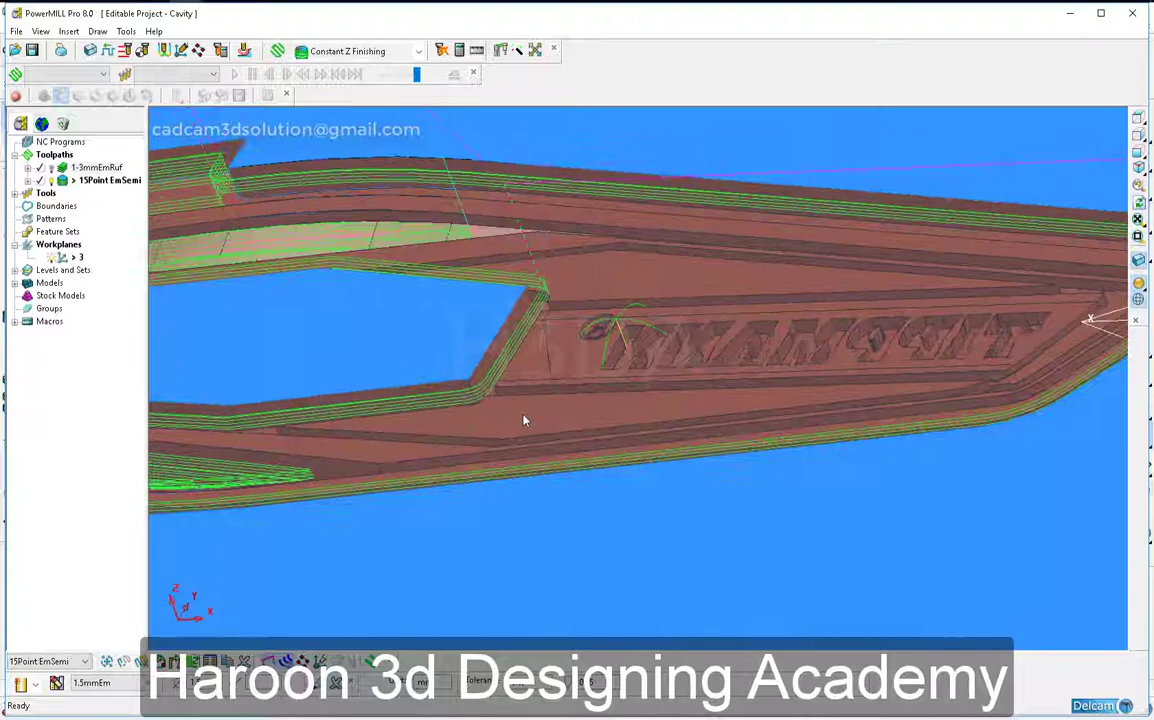 PowerMILL Pro 8.0 [ Editable Project - Cavity ]
File View Insert Draw Tools Help
Constant Z Finishing
cadcam3dsolution@gmail.com
NC Programs
Toolpaths
1-3mmEmRuf
> 15Point EmSemi
Tools
Boundaries
Patterns
Feature Sets
Workplanes
> 3
Levels and Sets
Models
Stock Models
Groups
Macros
X
Z
Y
X
15Point EmSemi
1.5mmEm
Tolerance
Haroon 3d Designing Academy
Ready
Delcam